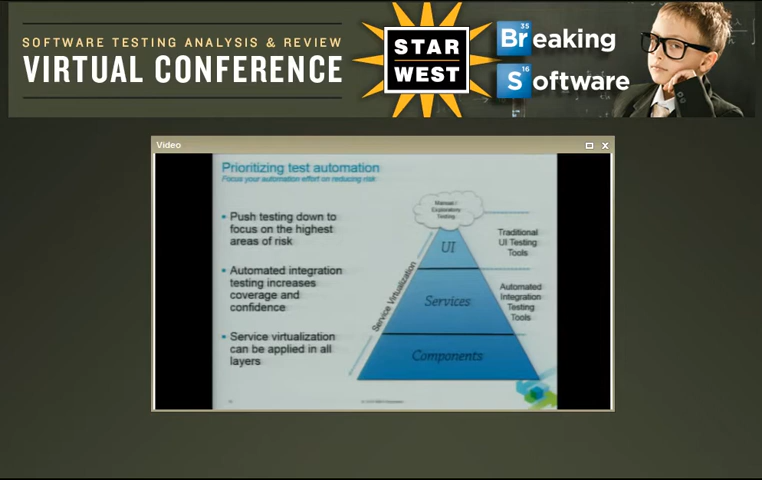 SOFTWARE TESTING ANALYSIS & REVIEW
VIRTUAL CONFERENCE
STAR
WEST
35
Breaking
16
Software
Video
Prioritizing test automation
Focus your automation effort on reducing risk
• Push testing down to
focus on the highest
areas of risk
• Automated integration
testing increases
coverage and
confidence
• Service virtualization
can be applied in all
layers
Manual /
Exploratory
Testing
UI
Services
Components
Service Virtualization
Traditional
UI Testing
Tools
Automated
Integration
Testing
Tools